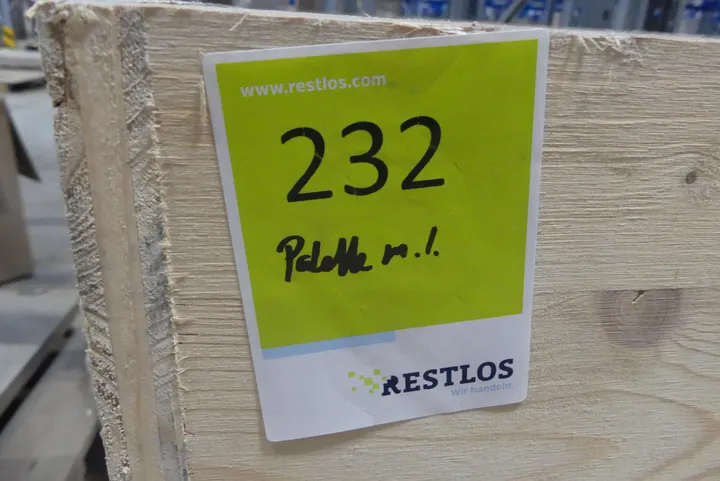 www.restlos.com
232
Palette m. I.
RESTLOS
Wir handeln.